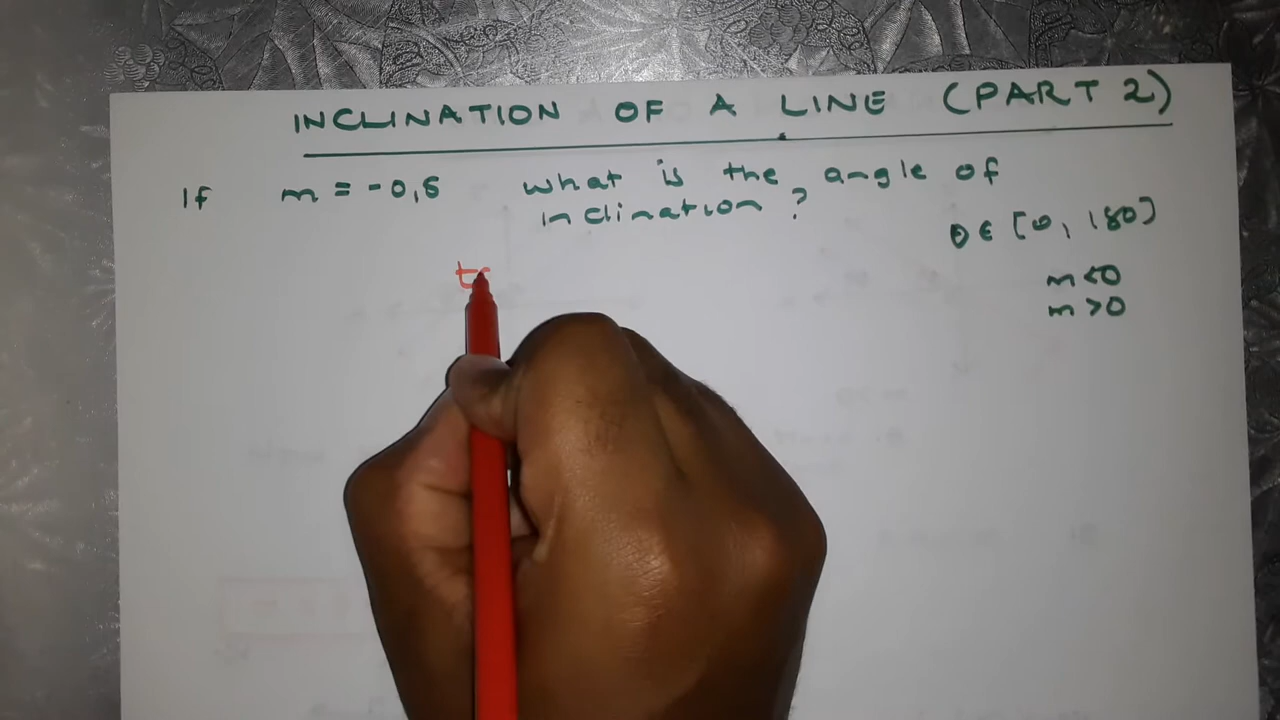 INCLINATION OF A LINE (PART 2)
If m = -0,5 what is the angle of
inclination?
θ ∈ [0, 180)
m <0
m >0